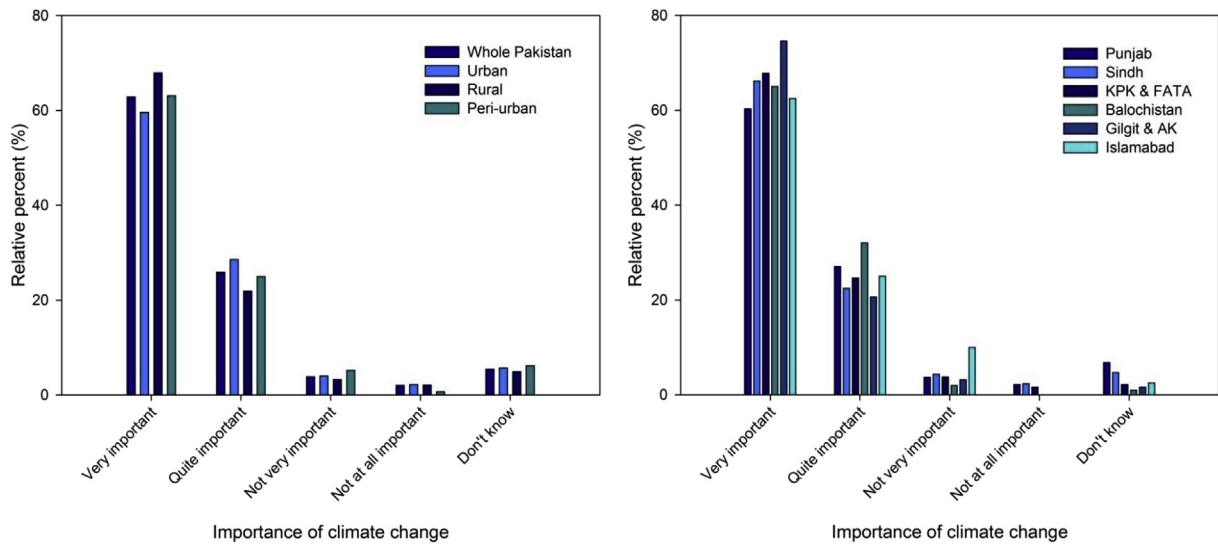 80
60
40
20
0
Relative percent (%)
Whole Pakistan
Urban
Rural
Peri-urban
Very important
Quite important
Not very important
Not at all important
Don't know
Importance of climate change
80
60
40
20
0
Relative percent (%)
Punjab
Sindh
KPK & FATA
Balochistan
Gilgit & AK
Islamabad
Very important
Quite important
Not very important
Not at all important
Don't know
Importance of climate change